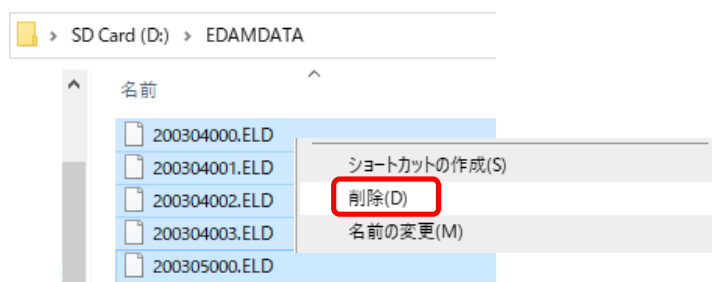 SD Card (D:) > EDAMDATA
名前
200304000.ELD
200304001.ELD
ショートカットの作成(S)
200304002.ELD
削除(D)
200304003.ELD
名前の変更(M)
200305000.ELD